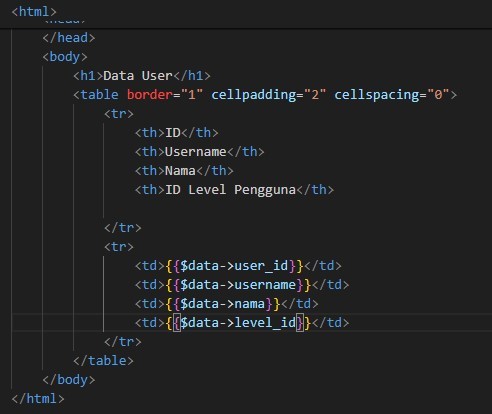 <html>
</head>
</head>
<body>
<h1>Data User</h1>
<table border="1" cellpadding="2" cellspacing="0">
<tr>
<th>ID</th>
<th>Username</th>
<th>Nama</th>
<th>ID Level Pengguna</th>
</tr>
<tr>
<td>{{$data->user_id}}</td>
<td>{{$data->username}}</td>
<td>{{$data->nama}}</td>
<td>{{$data->level_id}}</td>
</tr>
</table>
</body>
</html>